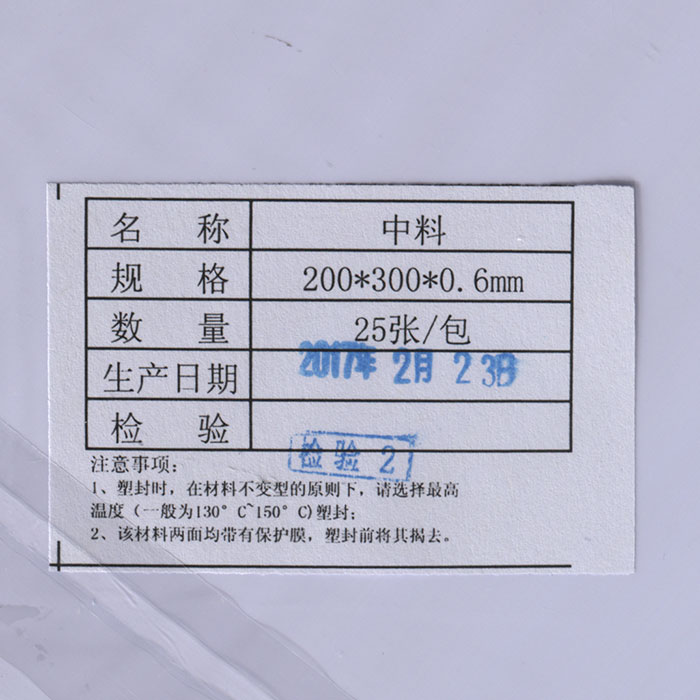 名 称 中料
规 格 200*300*0.6mm
数 量 25张/包
生产日期 2017年 2月 23日
检 验 检验 2
注意事项：
1、塑封时，在材料不变型的原则下，请选择最高
温度（一般为130°C~150°C)塑封；
2、该材料两面均带有保护膜，塑封前将其揭去。